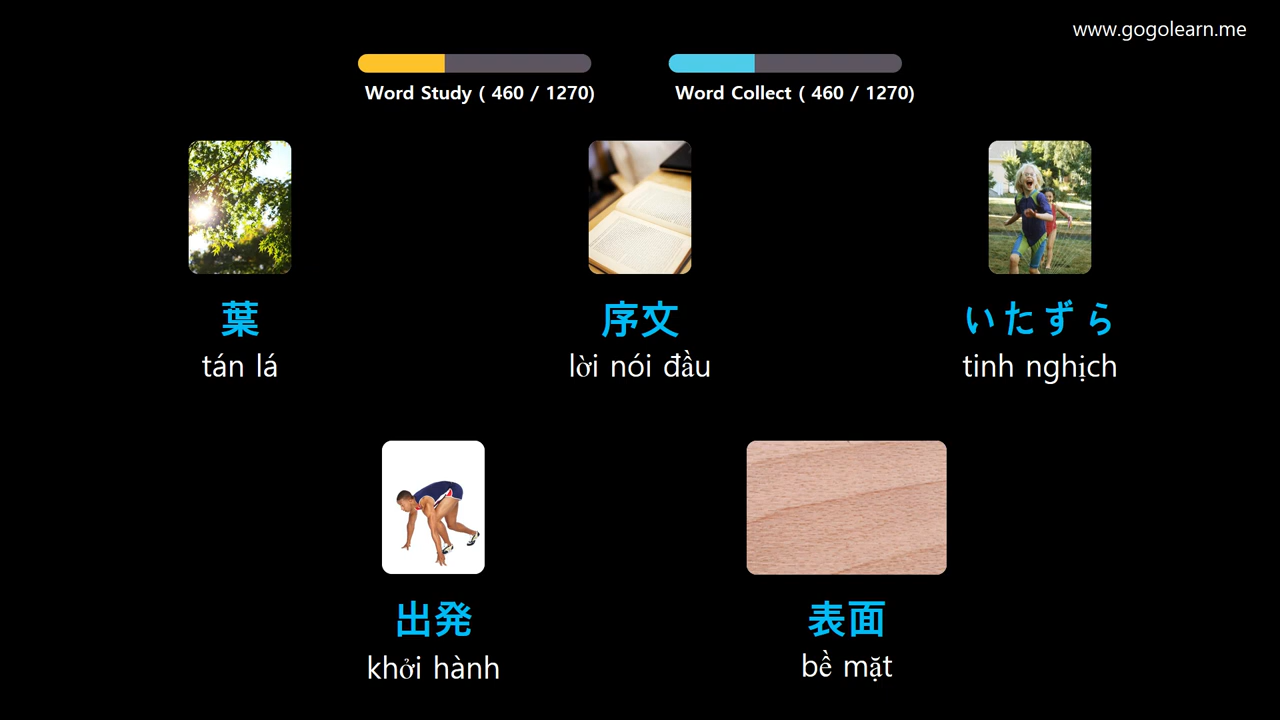 www.gogolearn.me
Word Study ( 460 / 1270)
Word Collect ( 460 / 1270)
葉
tán lá
序文
lời nói đầu
いたずら
tinh nghịch
出発
khởi hành
表面
bề mặt